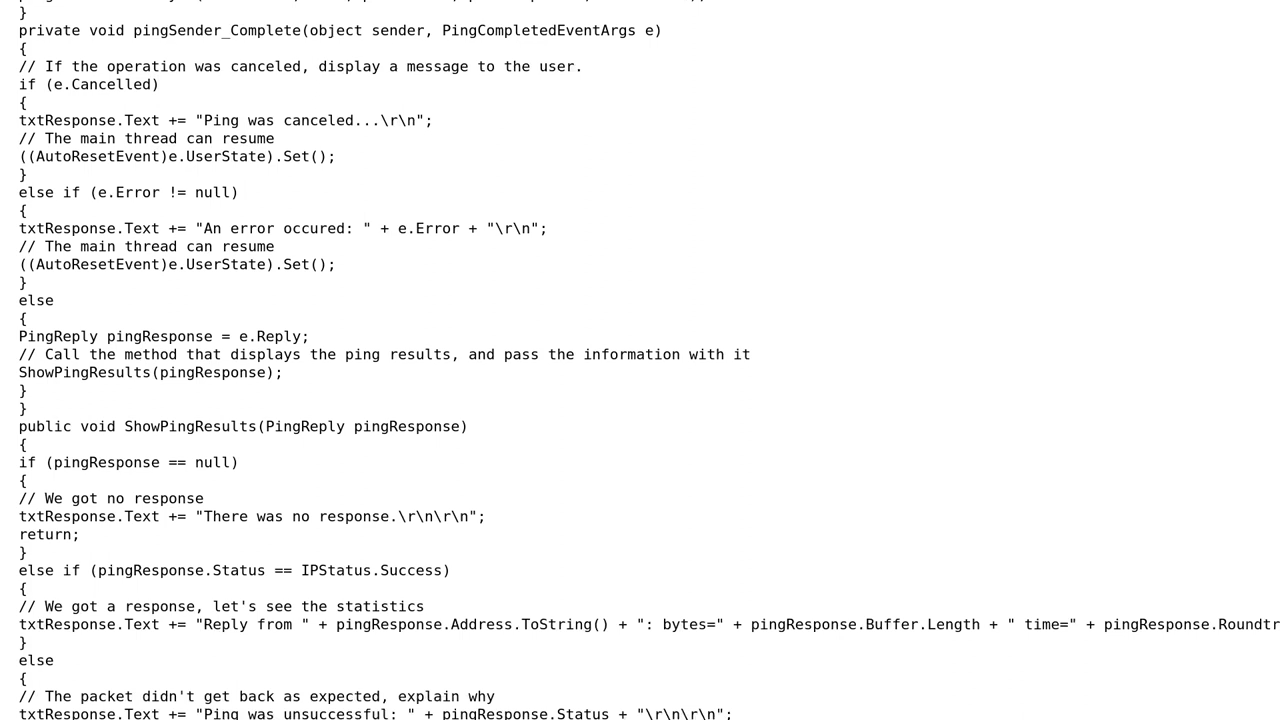 }
private void pingSender_Complete(object sender, PingCompletedEventArgs e)
{
// If the operation was canceled, display a message to the user.
if (e.Cancelled)
{
txtResponse.Text += "Ping was canceled...\r\n";
// The main thread can resume
((AutoResetEvent)e.UserState).Set();
}
else if (e.Error != null)
{
txtResponse.Text += "An error occured: " + e.Error + "\r\n";
// The main thread can resume
((AutoResetEvent)e.UserState).Set();
}
else
{
PingReply pingResponse = e.Reply;
// Call the method that displays the ping results, and pass the information with it
ShowPingResults(pingResponse);
}
}
public void ShowPingResults(PingReply pingResponse)
{
if (pingResponse == null)
{
// We got no response
txtResponse.Text += "There was no response.\r\n\r\n";
return;
}
else if (pingResponse.Status == IPStatus.Success)
{
// We got a response, let's see the statistics
txtResponse.Text += "Reply from " + pingResponse.Address.ToString() + ": bytes=" + pingResponse.Buffer.Length + " time=" + pingResponse.Roundtr
}
else
{
// The packet didn't get back as expected, explain why
txtResponse.Text += "Ping was unsuccessful: " + pingResponse.Status + "\r\n\r\n";